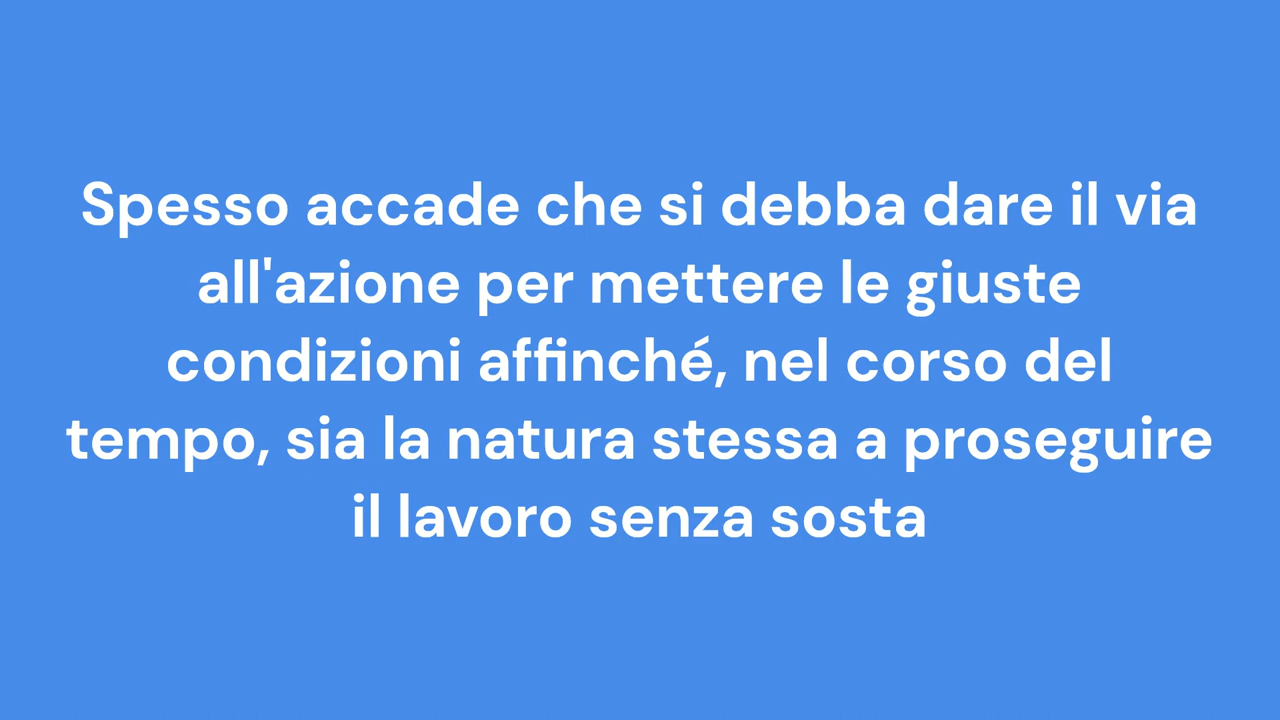 Spesso accade che si debba dare il via
all'azione per mettere le giuste
condizioni affinché, nel corso del
tempo, sia la natura stessa a proseguire
il lavoro senza sosta